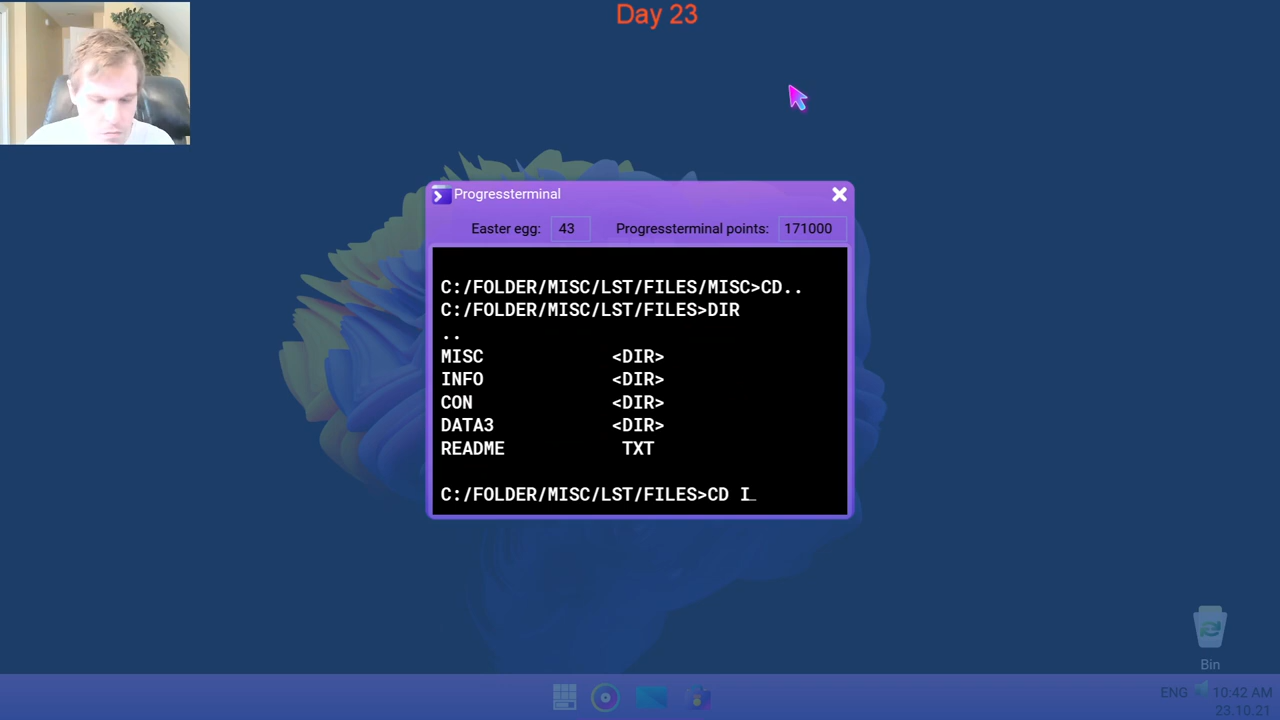 Day 23
Progressterminal
Easter egg: 43 Progressterminal points: 171000
C:/FOLDER/MISC/LST/FILES/MISC>CD..
C:/FOLDER/MISC/LST/FILES>DIR
..
MISC <DIR>
INFO <DIR>
CON <DIR>
DATA3 <DIR>
README TXT
C:/FOLDER/MISC/LST/FILES>CD I_
Bin
ENG 10:42 AM
23.10.21